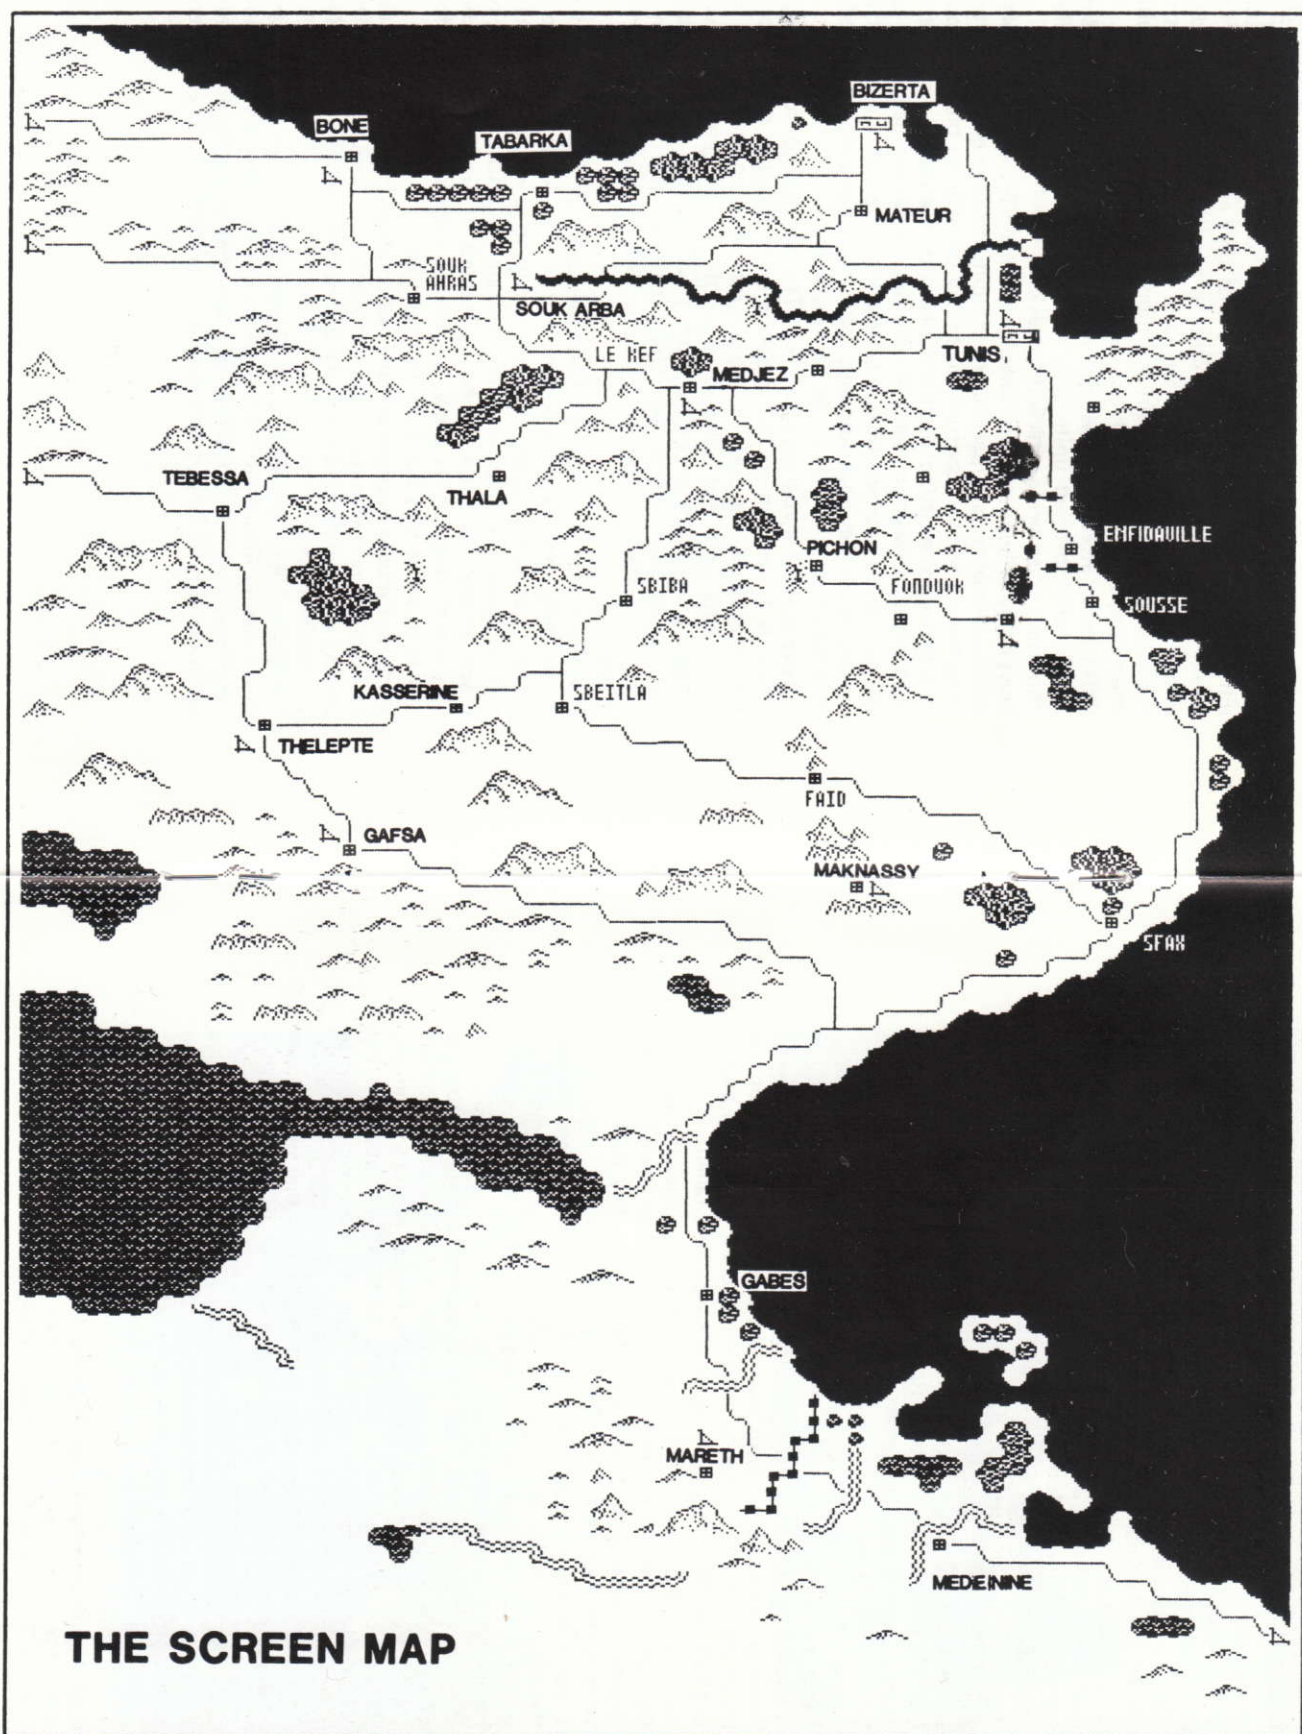 BIZERTA
BONE
TABARKA
MATEUR
SOUK
AHRAS
SOUK ARBA
LE KEF
TUNIS
MEDJEZ
TEBESSA
THALA
ENFIDAVILLE
PICHON
FONDUOK
SBIBA
SOUSSE
KASSERINE
SBEITLA
THELEPTE
FAID
GAFSA
MAKNASSY
SFAX
GABES
MARETH
MEDEININE
THE SCREEN MAP